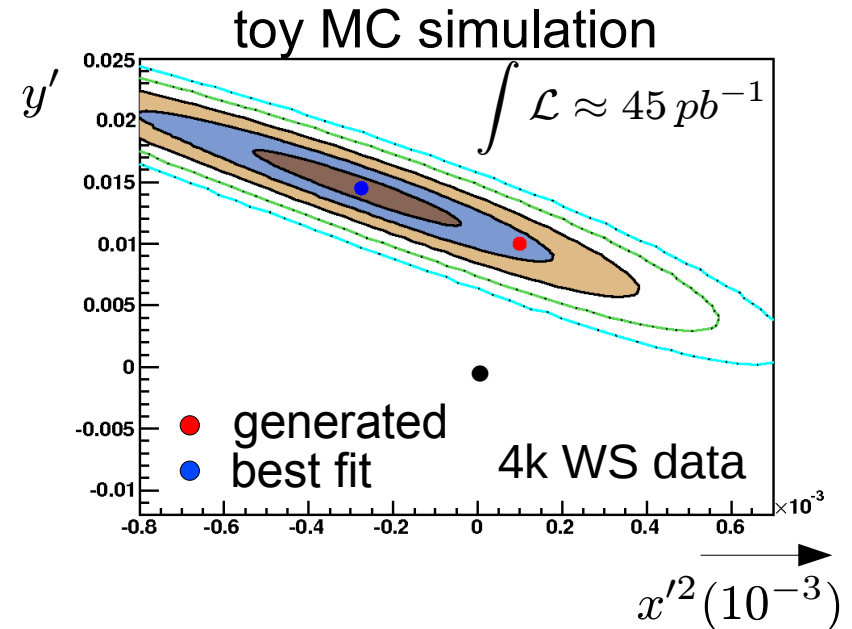 toy MC simulation
y′
∫ ℒ ≈ 45 pb⁻¹
0.025
0.02
0.015
0.01
0.005
0
-0.005
-0.01
generated
best fit
4k WS data
-0.8 -0.6 -0.4 -0.2 0 0.2 0.4 0.6
×10⁻³
x′²(10⁻³)